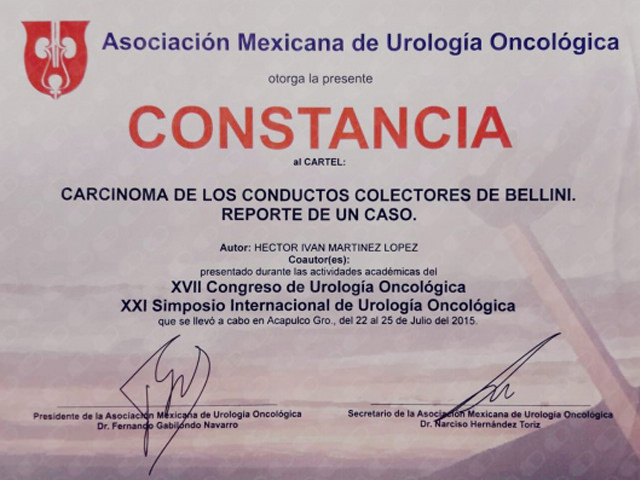 Asociación Mexicana de Urología Oncológica
otorga la presente
CONSTANCIA
al CARTEL:
CARCINOMA DE LOS CONDUCTOS COLECTORES DE BELLINI.
REPORTE DE UN CASO.
Autor: HECTOR IVAN MARTINEZ LOPEZ
Coautor(es):
presentado durante las actividades académicas del
XVII Congreso de Urología Oncológica
XXI Simposio Internacional de Urología Oncológica
que se llevó a cabo en Acapulco Gro., del 22 al 25 de Julio del 2015.
Presidente de la Asociación Mexicana de Urología Oncológica
Dr. Fernando Gabilondo Navarro
Secretario de la Asociación Mexicana de Urología Oncológica
Dr. Narciso Hernández Toriz